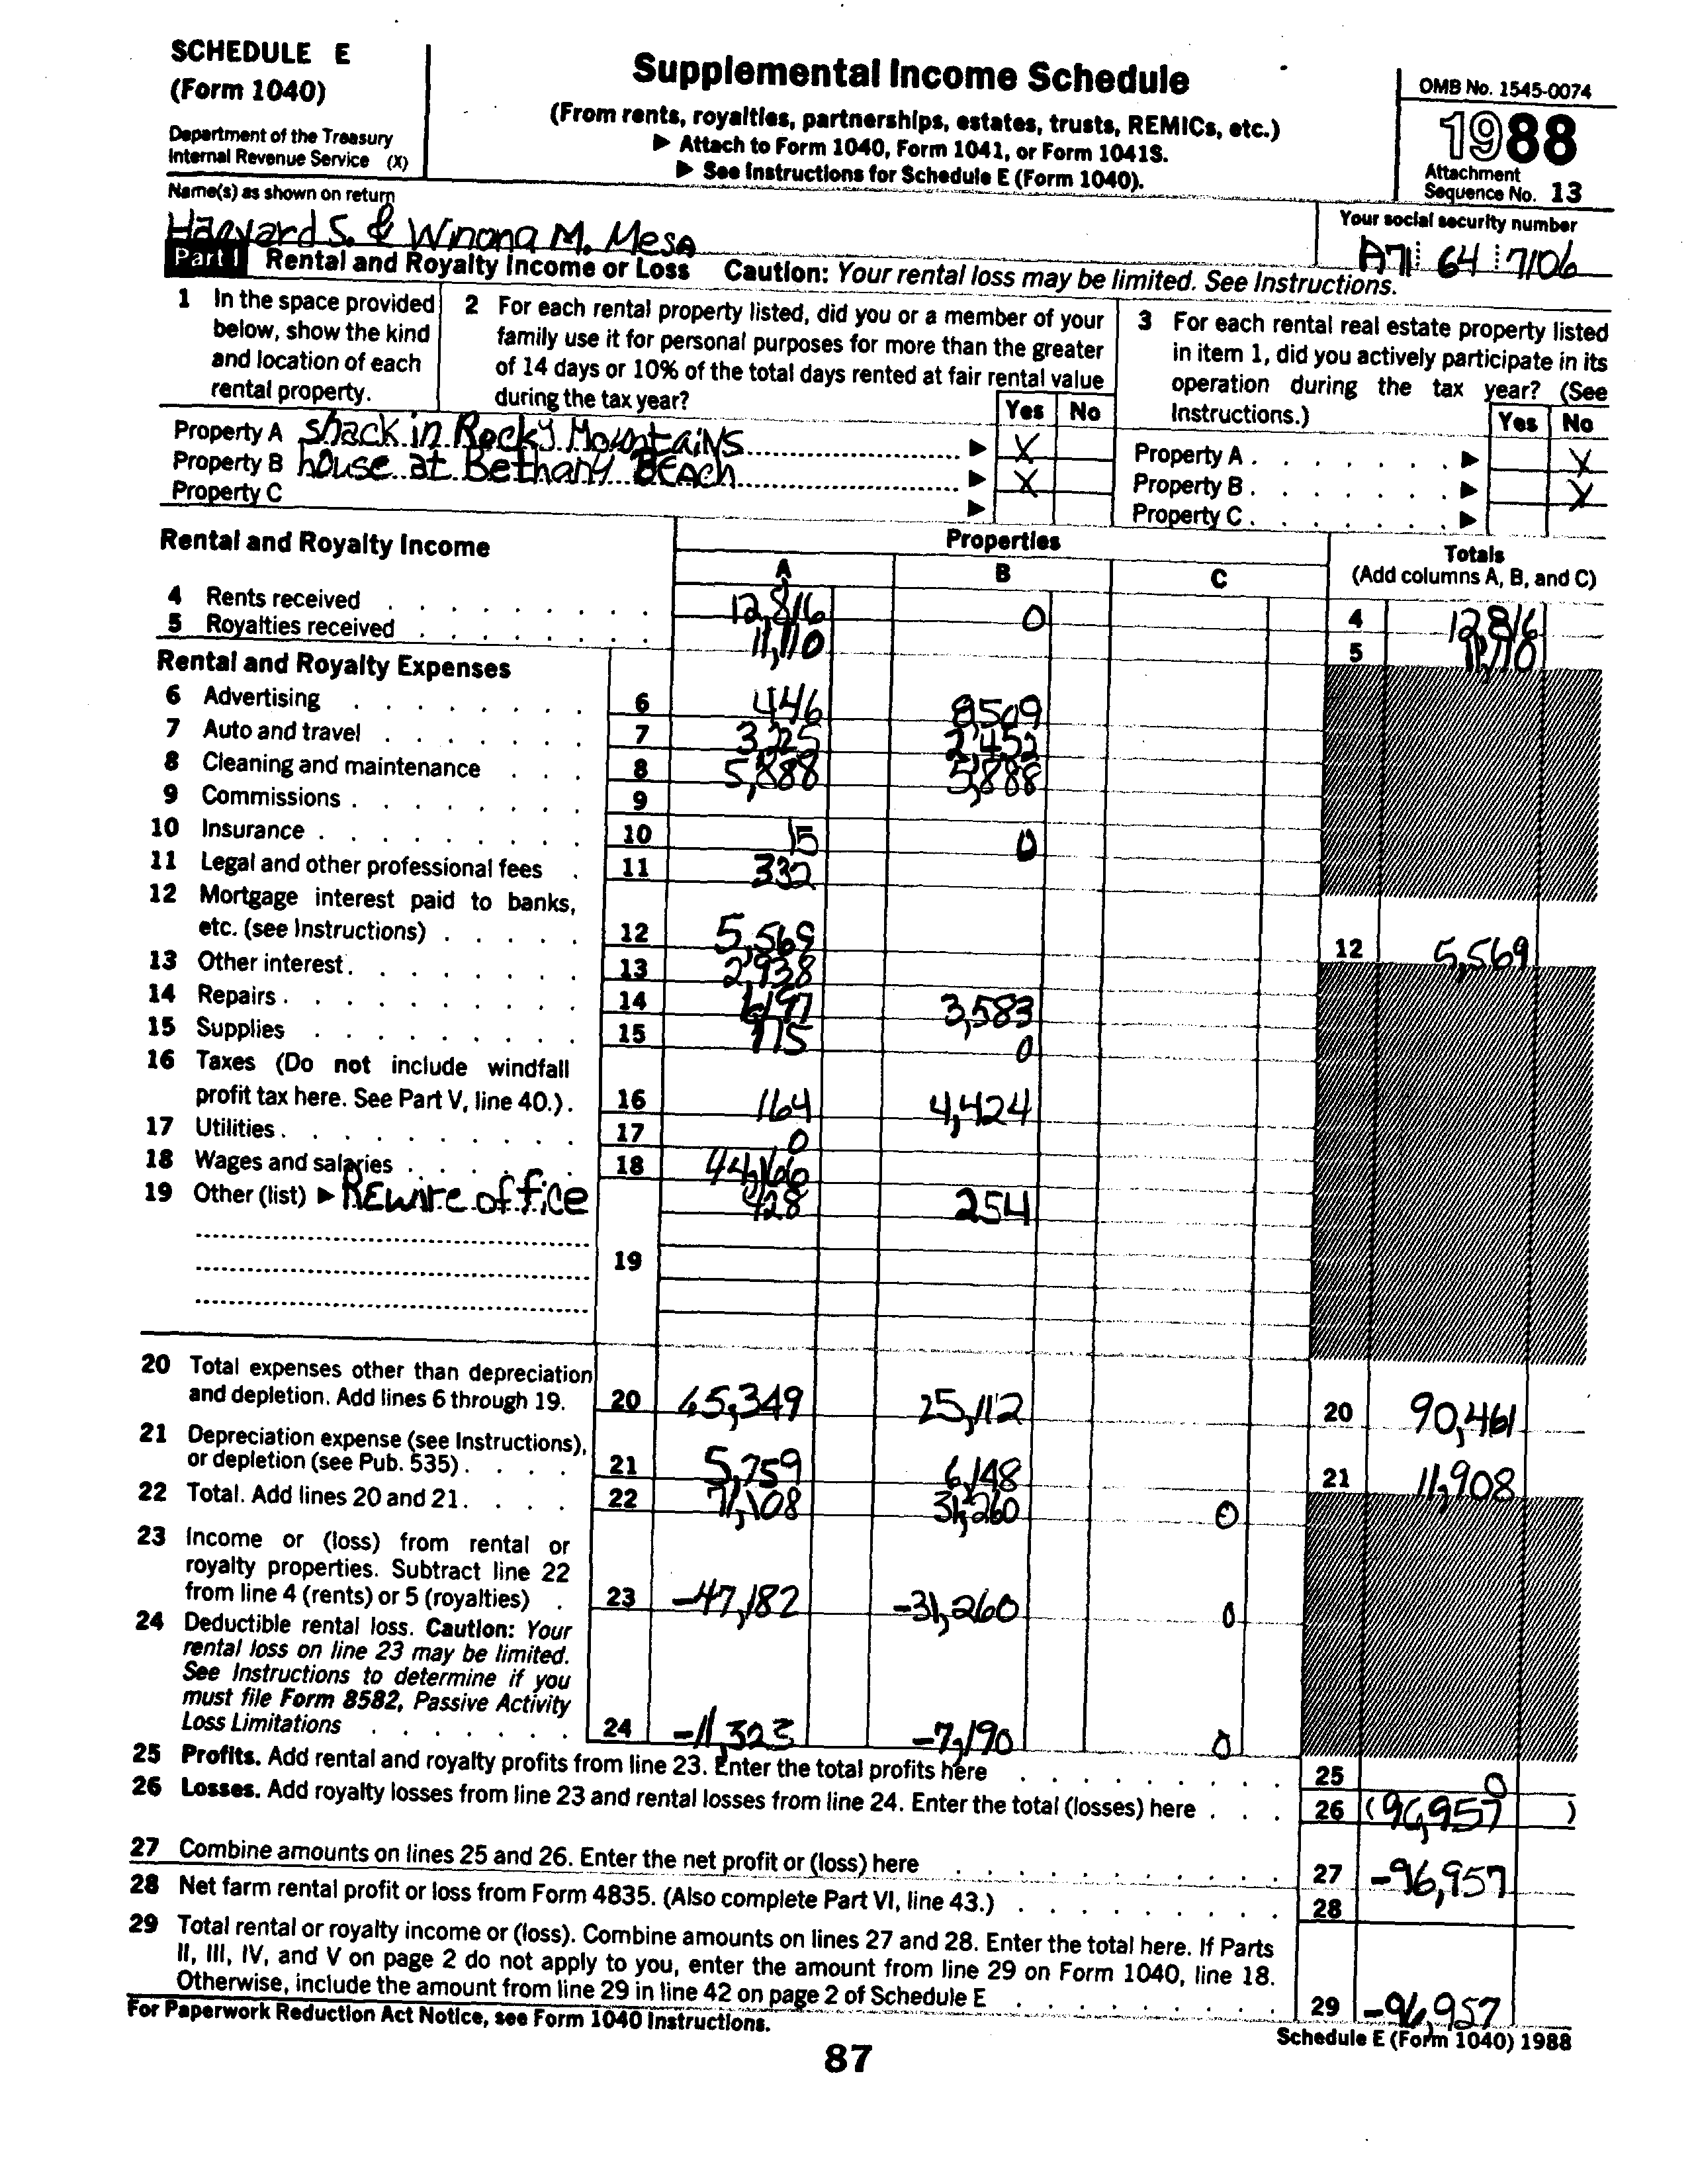 SCHEDULE E
(Form 1040)
Department of the Treasury
Internal Revenue Service (X)
Supplemental Income Schedule
(From rents, royalties, partnerships, estates, trusts, REMICs, etc.)
▶ Attach to Form 1040, Form 1041, or Form 1041S.
▶ See Instructions for Schedule E (Form 1040).
OMB No. 1545-0074
1988
Attachment
Sequence No. 13
Name(s) as shown on return
Harvard S. & Winona M. Mesa
Your social security number
A71 64 7106
Part I Rental and Royalty Income or Loss Caution: Your rental loss may be limited. See Instructions.
1 In the space provided
below, show the kind
and location of each
rental property.
2 For each rental property listed, did you or a member of your
family use it for personal purposes for more than the greater
of 14 days or 10% of the total days rented at fair rental value
during the tax year?
Yes No
3 For each rental real estate property listed
in item 1, did you actively participate in its
operation during the tax year? (See
Instructions.)
Yes No
Property A shack in Rocky Mountains ▶ X
Property B house at Bethany BEAch ▶ X
Property C ▶
Property A . . . . . . . ▶ X
Property B . . . . . . . ▶ X
Property C . . . . . . . ▶
Rental and Royalty Income
Properties
A B C
Totals
(Add columns A, B, and C)
4 Rents received 12,816 0 4 12,816
5 Royalties received 11,110 5 11,110
Rental and Royalty Expenses
6 Advertising 6 446 8509
7 Auto and travel 7 3,225 2,452
8 Cleaning and maintenance 8 5,888 5,888
9 Commissions 9
10 Insurance 10 15 0
11 Legal and other professional fees 11 332
12 Mortgage interest paid to banks,
etc. (see Instructions) 12 5,569 12 5,569
13 Other interest 13 2,938
14 Repairs 14 3,583
15 Supplies 15 0
16 Taxes (Do not include windfall
profit tax here. See Part V, line 40.) 16 164 4,424
17 Utilities 17 0
18 Wages and salaries 18 44,166
19 Other (list) ▶ REwire office 428 254
19
20 Total expenses other than depreciation
and depletion. Add lines 6 through 19. 20 65,349 25,112 20 90,461
21 Depreciation expense (see Instructions),
or depletion (see Pub. 535) 21 5,759 6,148 21 11,908
22 Total. Add lines 20 and 21 22 71,108 31,260 0
23 Income or (loss) from rental or
royalty properties. Subtract line 22
from line 4 (rents) or 5 (royalties) 23 -47,182 -31,260 0
24 Deductible rental loss. Caution: Your
rental loss on line 23 may be limited.
See Instructions to determine if you
must file Form 8582, Passive Activity
Loss Limitations 24 -11,323 -7,190 0
25 Profits. Add rental and royalty profits from line 23. Enter the total profits here 25 0
26 Losses. Add royalty losses from line 23 and rental losses from line 24. Enter the total (losses) here 26 (96,957)
27 Combine amounts on lines 25 and 26. Enter the net profit or (loss) here 27 -96,957
28 Net farm rental profit or loss from Form 4835. (Also complete Part VI, line 43.) 28
29 Total rental or royalty income or (loss). Combine amounts on lines 27 and 28. Enter the total here. If Parts
II, III, IV, and V on page 2 do not apply to you, enter the amount from line 29 on Form 1040, line 18.
Otherwise, include the amount from line 29 in line 42 on page 2 of Schedule E 29 -96,957
For Paperwork Reduction Act Notice, see Form 1040 Instructions.
Schedule E (Form 1040) 1988
87